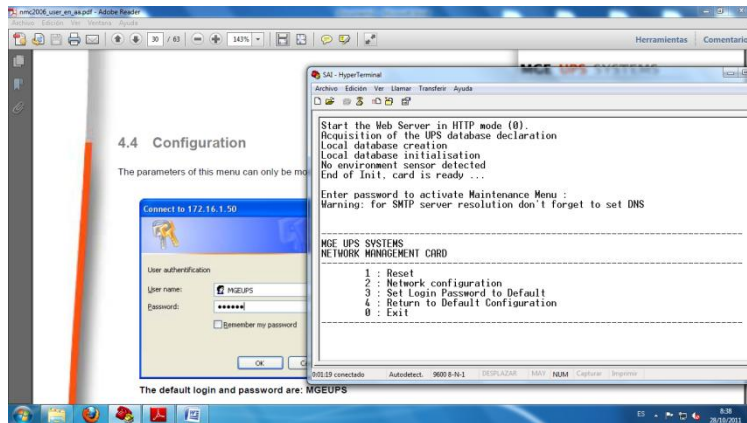 nmc2006_user_en_aa.pdf - Adobe Reader
Archivo Edición Ver Ventana Ayuda
30 / 63
143%
Herramientas
Comentario
MGE UPS SYSTEMS
4.4 Configuration
The parameters of this menu can only be mo
Connect to 172.16.1.50
User authentification
User name:
MGEUPS
Password:
••••••
Remember my password
OK
The default login and password are: MGEUPS
SAI - HyperTerminal
Archivo Edición Ver Llamar Transferir Ayuda
Start the Web Server in HTTP mode (0).
Acquisition of the UPS database declaration
Local database creation
Local database initialisation
No environment sensor detected
End of Init, card is ready ...
Enter password to activate Maintenance Menu :
Warning: for SMTP server resolution don't forget to set DNS
MGE UPS SYSTEMS
NETWORK MANAGEMENT CARD
1 : Reset
2 : Network configuration
3 : Set Login Password to Default
4 : Return to Default Configuration
0 : Exit
0:01:19 conectado
Autodetect.
9600 8-N-1
DESPLAZAR
MAY
NUM
Capturar
Imprimir
ES
8:38
28/10/2011